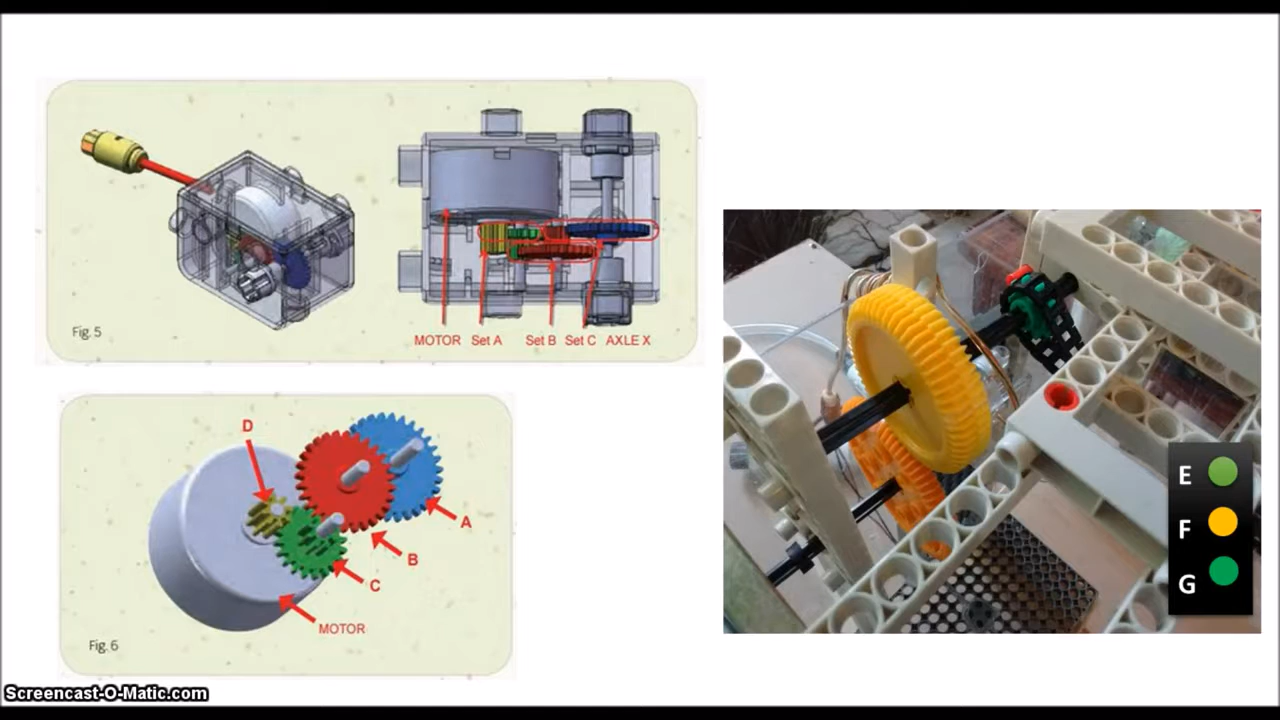 Fig.5
MOTOR Set A Set B Set C AXLE X
D
A
B
C
MOTOR
Fig.6
E
F
G
Screencast-O-Matic.com